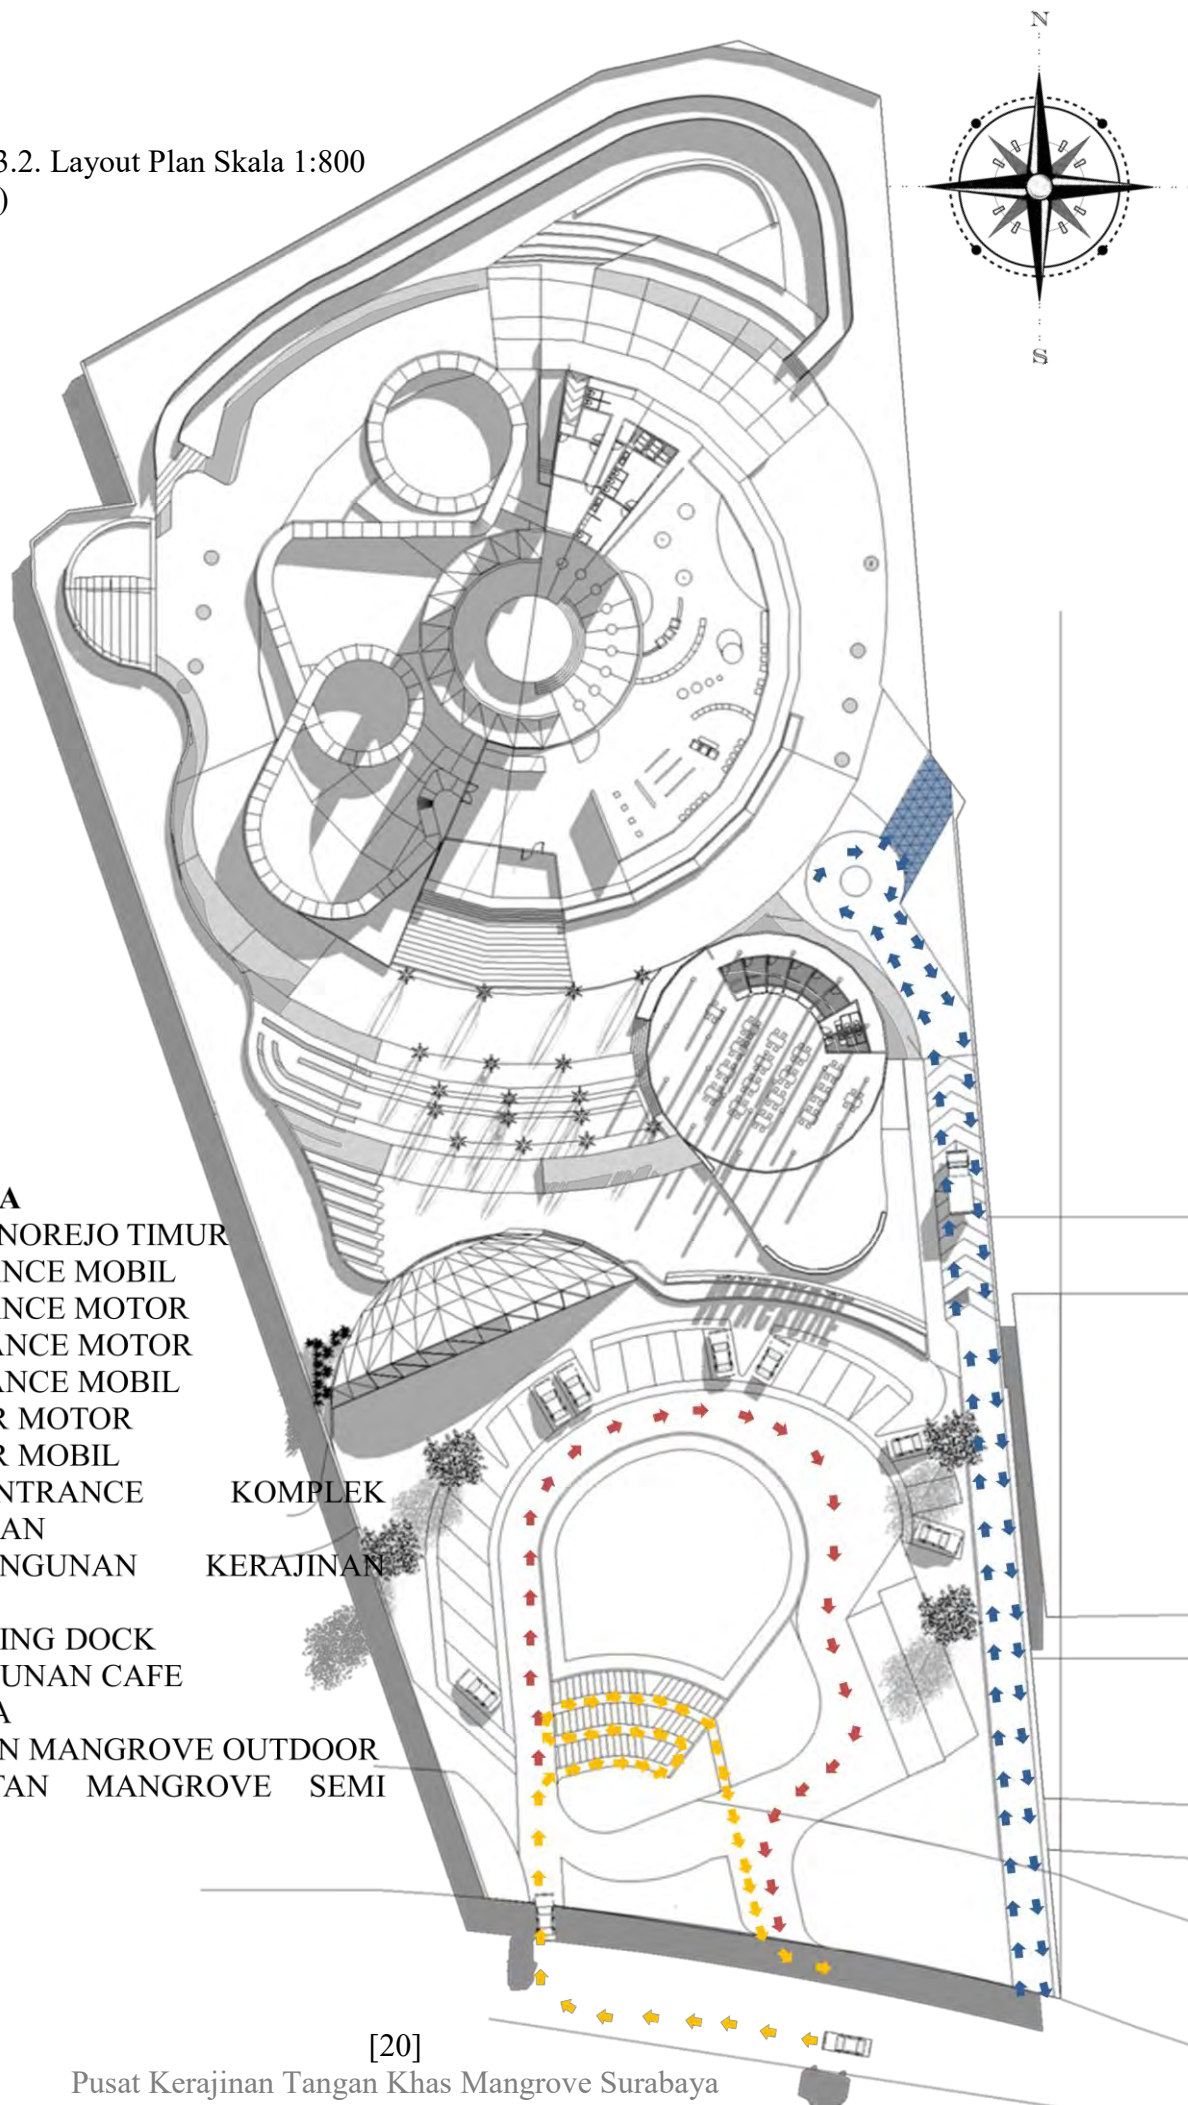 N
3.2. Layout Plan Skala 1:800
)
S
A
NOREJO TIMUR
ANCE MOBIL
ANCE MOTOR
ANCE MOTOR
ANCE MOBIL
R MOTOR
R MOBIL
NTRANCE KOMPLEK
AN
NGUNAN KERAJINAN
ING DOCK
UNAN CAFE
A
N MANGROVE OUTDOOR
TAN MANGROVE SEMI
[20]
Pusat Kerajinan Tangan Khas Mangrove Surabaya